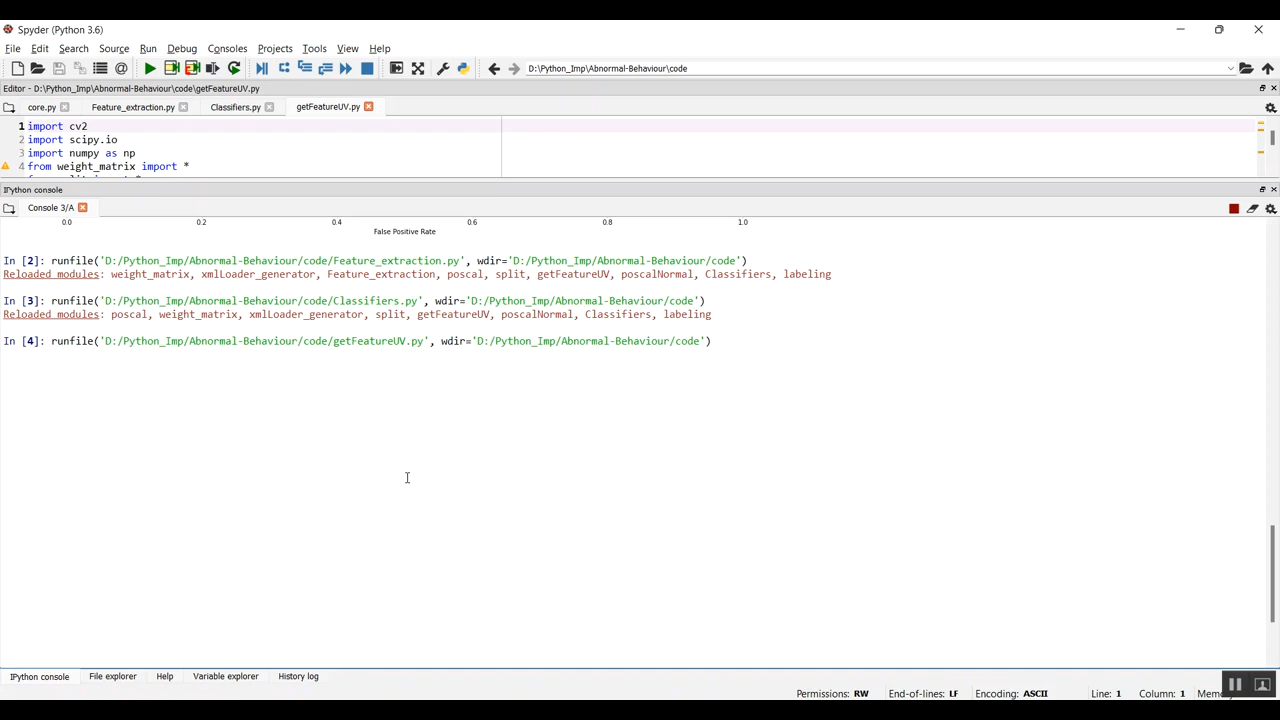 Spyder (Python 3.6)
File Edit Search Source Run Debug Consoles Projects Tools View Help
D:\Python_Imp\Abnormal-Behaviour\code
Editor - D:\Python_Imp\Abnormal-Behaviour\code\getFeatureUV.py
core.py Feature_extraction.py Classifiers.py getFeatureUV.py
1 import cv2
2 import scipy.io
3 import numpy as np
4 from weight_matrix import *
IPython console
Console 3/A
0.0 0.2 0.4 0.6 0.8 1.0
False Positive Rate
In [2]: runfile('D:/Python_Imp/Abnormal-Behaviour/code/Feature_extraction.py', wdir='D:/Python_Imp/Abnormal-Behaviour/code')
Reloaded modules: weight_matrix, xmlLoader_generator, Feature_extraction, poscal, split, getFeatureUV, poscalNormal, Classifiers, labeling
In [3]: runfile('D:/Python_Imp/Abnormal-Behaviour/code/Classifiers.py', wdir='D:/Python_Imp/Abnormal-Behaviour/code')
Reloaded modules: poscal, weight_matrix, xmlLoader_generator, split, getFeatureUV, poscalNormal, Classifiers, labeling
In [4]: runfile('D:/Python_Imp/Abnormal-Behaviour/code/getFeatureUV.py', wdir='D:/Python_Imp/Abnormal-Behaviour/code')
IPython console File explorer Help Variable explorer History log
Permissions: RW End-of-lines: LF Encoding: ASCII Line: 1 Column: 1